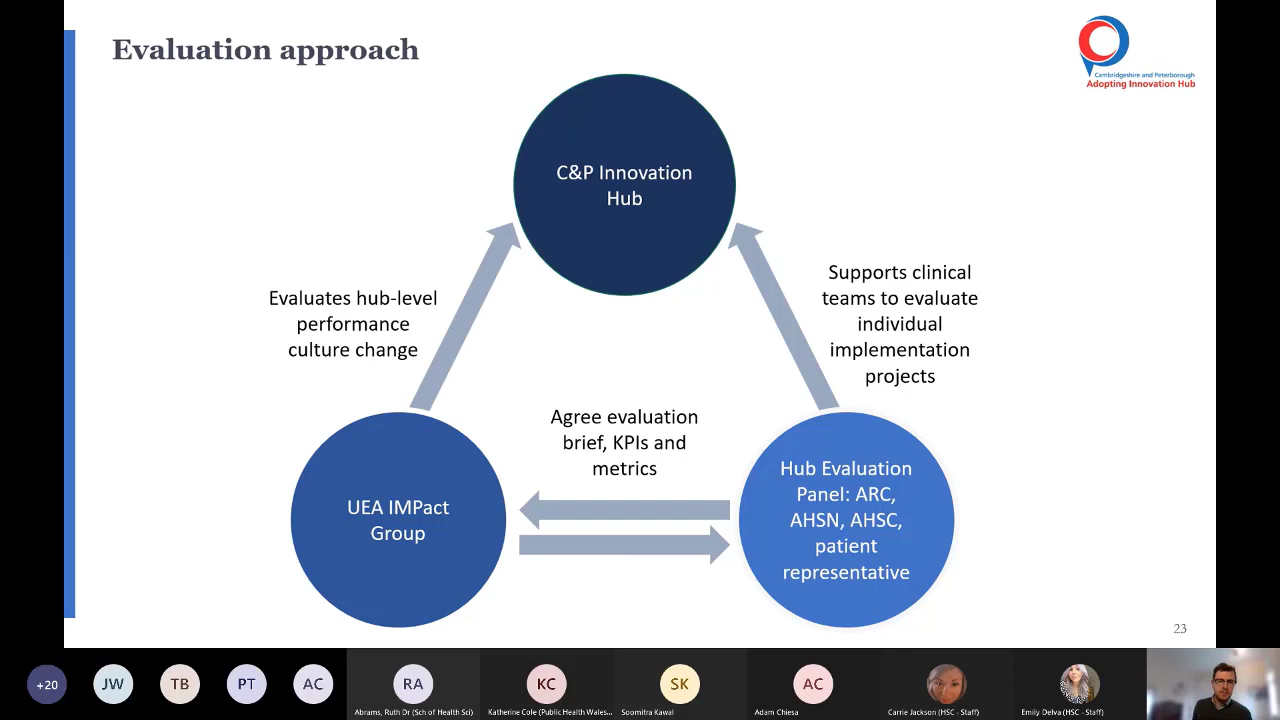 Evaluation approach
Cambridgeshire and Peterborough
Adopting Innovation Hub
C&P Innovation
Hub
Evaluates hub-level
performance
culture change
Supports clinical
teams to evaluate
individual
implementation
projects
Agree evaluation
brief, KPIs and
metrics
UEA IMPact
Group
Hub Evaluation
Panel: ARC,
AHSN, AHSC,
patient
representative
23
+20
JW
TB
PT
AC
RA
Abrams, Ruth Dr (Sch of Health Sci)
KC
Katherine Cole (Public Health Wales...
SK
Soomitra Kawal
AC
Adam Chiesa
Carrie Jackson (HSC - Staff)
Emily Delva (HSC - Staff)